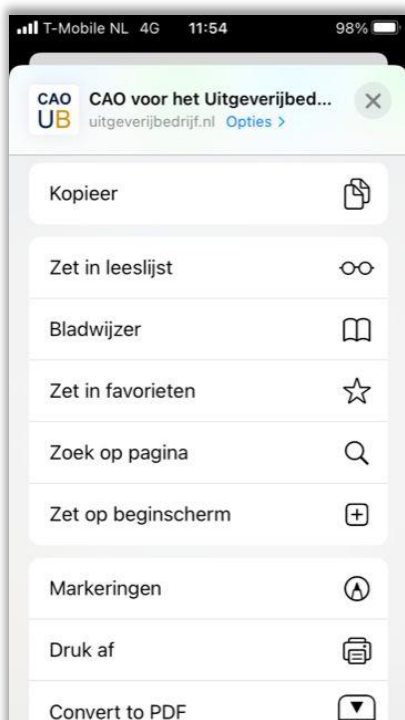 T-Mobile NL 4G 11:54 98%
CAO UB
CAO voor het Uitgeverijbed...
uitgeverijbedrijf.nl Opties >
Kopieer
Zet in leeslijst
Bladwijzer
Zet in favorieten
Zoek op pagina
Zet op beginscherm
Markeringen
Druk af
Convert to PDF